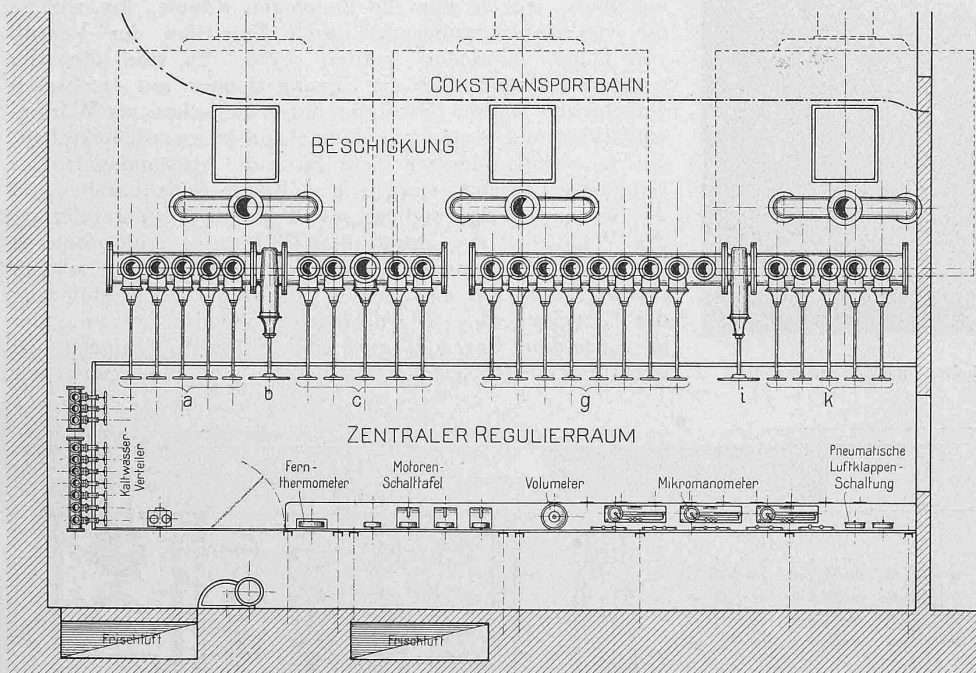 COKSTRANSPORTBAHN
BESCHICKUNG
a
b
c
g
i
k
ZENTRALER REGULIERRAUM
Kaltwasser-
Verteiler
Fern-
thermometer
Motoren-
Schalttafel
Volumeter
Mikromanometer
Pneumatische
Luftklappen-
Schaltung
Frischluft
Frischluft